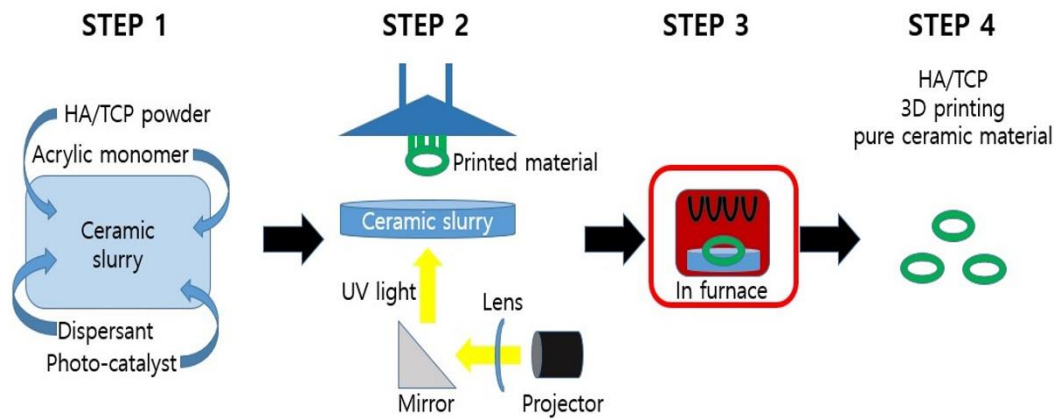 STEP 1
HA/TCP powder
Acrylic monomer
Ceramic
slurry
Dispersant
Photo-catalyst
STEP 2
Printed material
Ceramic slurry
UV light
Lens
Mirror
Projector
STEP 3
In furnace
STEP 4
HA/TCP
3D printing
pure ceramic material